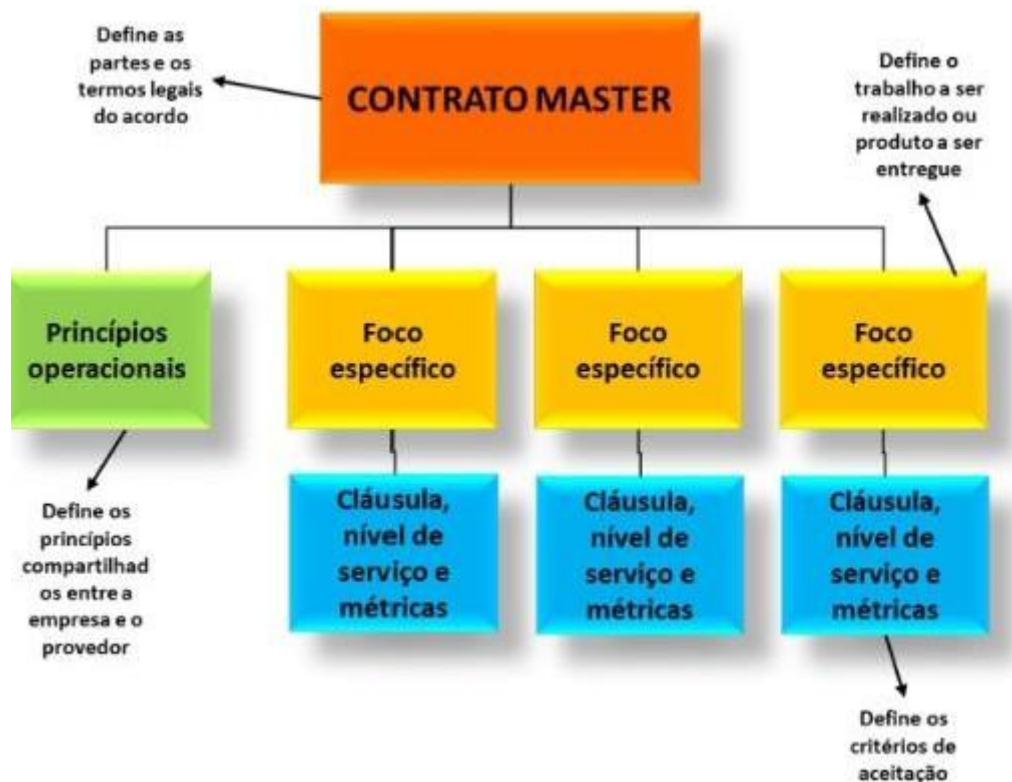 Define as
partes e os
termos legais
do acordo
CONTRATO MASTER
Define o
trabalho a ser
realizado ou
produto a ser
entregue
Princípios
operacionais
Foco
específico
Foco
específico
Foco
específico
Define os
princípios
compartilhad
os entre a
empresa e o
provedor
Cláusula,
nível de
serviço e
métricas
Cláusula,
nível de
serviço e
métricas
Cláusula,
nível de
serviço e
métricas
Define os
critérios de
aceitação